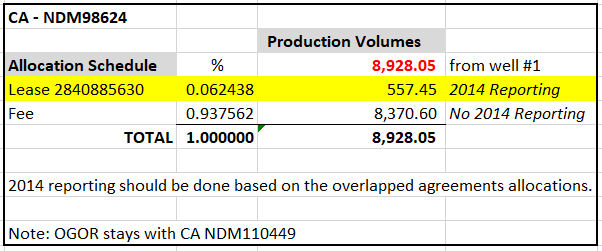 CA - NDM98624
Production Volumes
Allocation Schedule % 8,928.05 from well #1
Lease 2840885630 0.062438 557.45 2014 Reporting
Fee 0.937562 8,370.60 No 2014 Reporting
TOTAL 1.000000 8,928.05
2014 reporting should be done based on the overlapped agreements allocations.
Note: OGOR stays with CA NDM110449